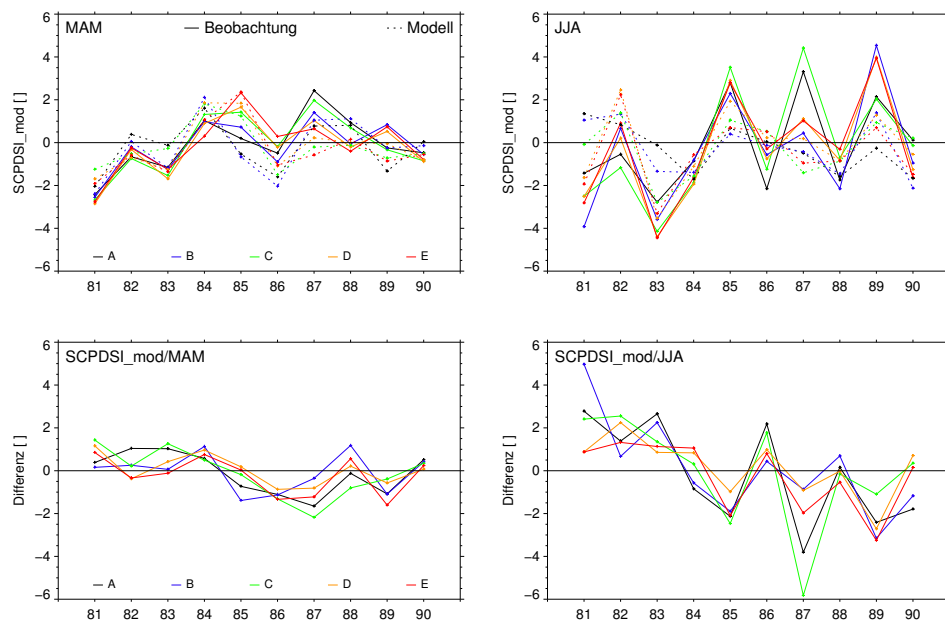 MAM
Beobachtung
Modell
SCPDSI_mod [ ]
6
4
2
0
−2
−4
−6
A B C D E
81 82 83 84 85 86 87 88 89 90
JJA
SCPDSI_mod [ ]
6
4
2
0
−2
−4
−6
81 82 83 84 85 86 87 88 89 90
SCPDSI_mod/MAM
Differenz [ ]
6
4
2
0
−2
−4
−6
A B C D E
81 82 83 84 85 86 87 88 89 90
SCPDSI_mod/JJA
Differenz [ ]
6
4
2
0
−2
−4
−6
81 82 83 84 85 86 87 88 89 90